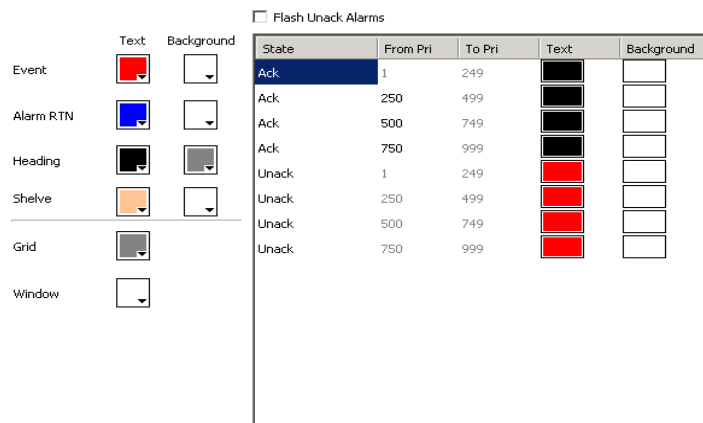 Flash Unack Alarms
Text Background
Event
Alarm RTN
Heading
Shelve
Grid
Window
State From Pri To Pri Text Background
Ack 1 249
Ack 250 499
Ack 500 749
Ack 750 999
Unack 1 249
Unack 250 499
Unack 500 749
Unack 750 999